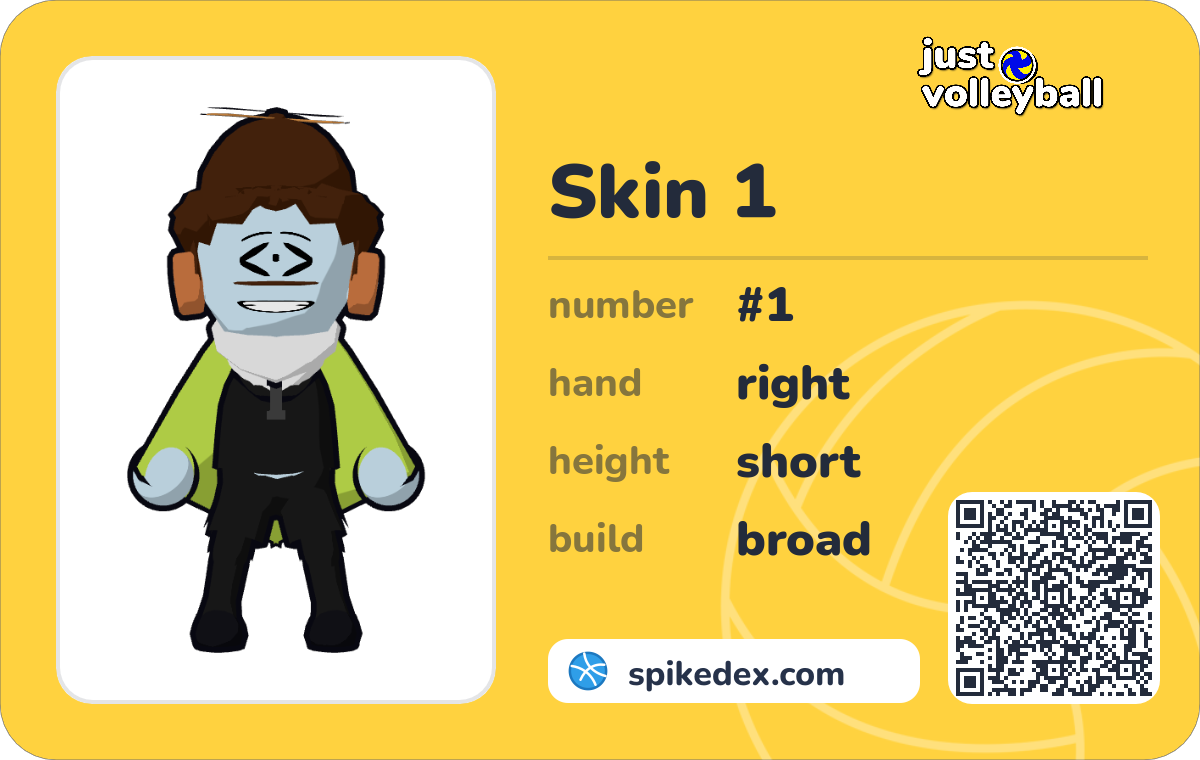 just
volleyball
Skin 1
number #1
hand right
height short
build broad
spikedex.com